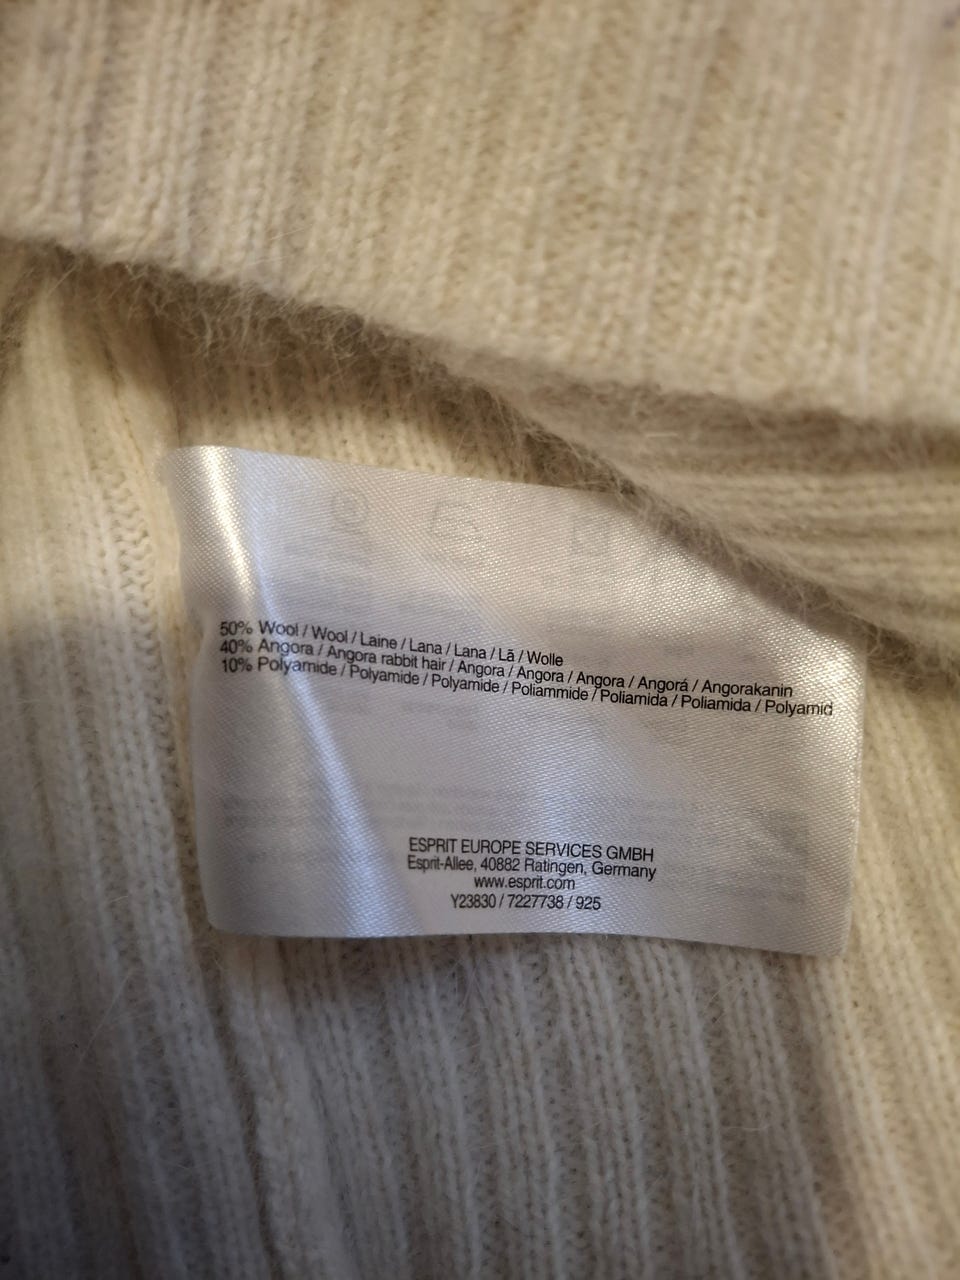 50% Wool / Wool / Laine / Lana / Lana / Lã / Wolle
40% Angora / Angora rabbit hair / Angora / Angora / Angora / Angorá / Angorakanin
10% Polyamide / Polyamide / Polyamide / Poliammide / Poliamida / Poliamida / Polyamid
ESPRIT EUROPE SERVICES GMBH
Esprit-Allee, 40882 Ratingen, Germany
www.esprit.com
Y23830 / 7227738 / 925